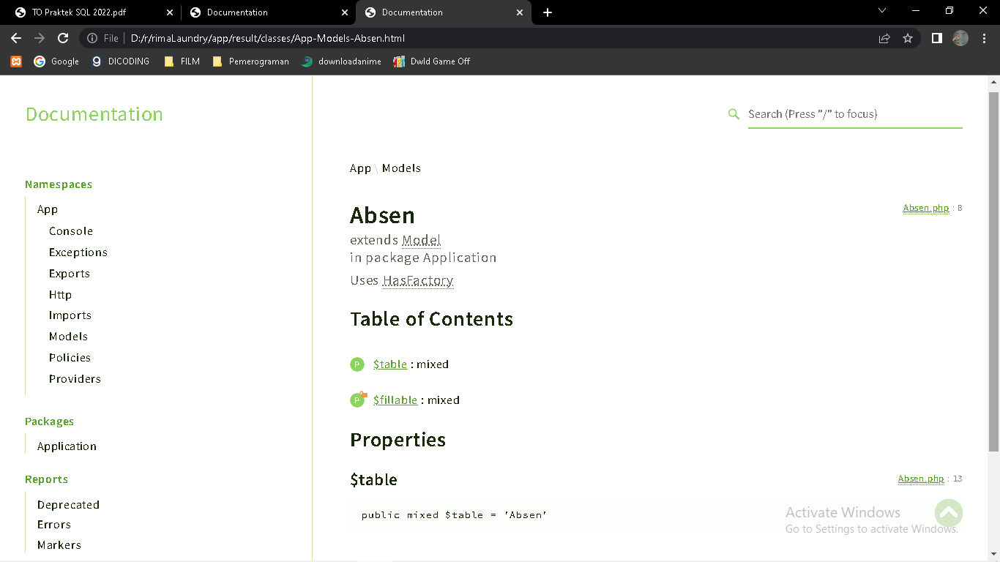 TO Praktek SQL 2022.pdf
Documentation
Documentation
File
D:/r/rimaLaundry/app/result/classes/App-Models-Absen.html
Google
DICODING
FILM
Pemerograman
downloadanime
Dwld Game Off
Documentation
Search (Press "/" to focus)
Namespaces
App
Console
Exceptions
Exports
Http
Imports
Models
Policies
Providers
Packages
Application
Reports
Deprecated
Errors
Markers
App \ Models
Absen
Absen.php : 8
extends Model
in package Application
Uses HasFactory
Table of Contents
P $table : mixed
P $fillable : mixed
Properties
$table
Absen.php : 13
public mixed $table = 'Absen'
Activate Windows
Go to Settings to activate Windows.